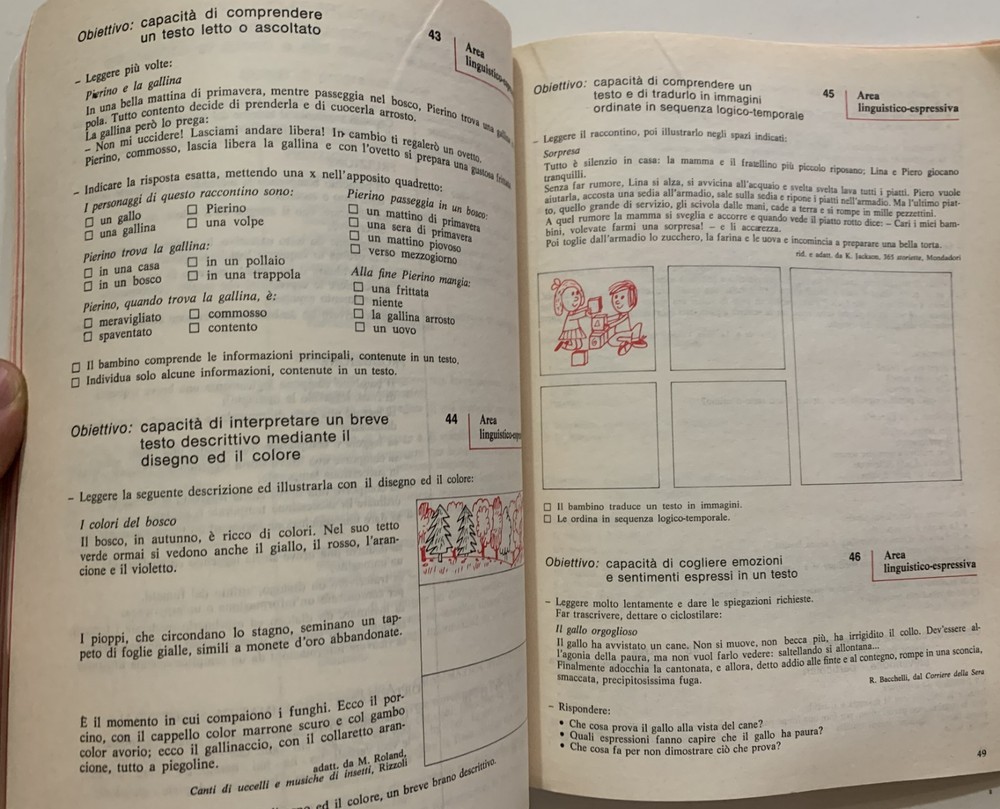 Obiettivo: capacità di comprendere
un testo letto o ascoltato
43
Area
linguistico-esp
– Leggere più volte:
Pierino e la gallina
In una bella mattina di primavera, mentre passeggia nel bosco, Pierino trova una
pola. Tutto contento decide di prenderla e di cuocerla arrosto.
La gallina però lo prega:
– Non mi uccidere! Lasciami andare libera! In cambio ti regalerò un ovetto.
Pierino, commosso, lascia libera la gallina e con l'ovetto si prepara una gustosa frittata
– Indicare la risposta esatta, mettendo una x nell'apposito quadretto:
I personaggi di questo raccontino sono:
☐ un gallo ☐ Pierino
☐ una gallina ☐ una volpe
Pierino trova la gallina:
☐ in una casa ☐ in un pollaio
☐ in un bosco ☐ in una trappola
Pierino, quando trova la gallina, è:
☐ meravigliato ☐ commosso
☐ spaventato ☐ contento
Pierino passeggia in un bosco:
☐ un mattino di primavera
☐ una sera di primavera
☐ un mattino piovoso
☐ verso mezzogiorno
Alla fine Pierino mangia:
☐ una frittata
☐ niente
☐ la gallina arrosto
☐ un uovo
☐ Il bambino comprende le informazioni principali, contenute in un testo.
☐ Individua solo alcune informazioni, contenute in un testo.
Obiettivo: capacità di interpretare un breve
testo descrittivo mediante il
disegno ed il colore
44
Area
linguistico-esp
– Leggere la seguente descrizione ed illustrarla con il disegno ed il colore:
I colori del bosco
Il bosco, in autunno, è ricco di colori. Nel suo tetto
verde ormai si vedono anche il giallo, il rosso, l'aran-
cione e il violetto.
I pioppi, che circondano lo stagno, seminano un tap-
peto di foglie gialle, simili a monete d'oro abbandonate.
È il momento in cui compaiono i funghi. Ecco il por-
cino, con il cappello color marrone scuro e col gambo
color avorio; ecco il gallinaccio, con il collaretto aran-
cione, tutto a piegoline.
adatt. da M. Roland,
Canti di uccelli e musiche di insetti, Rizzoli
ed il colore, un breve brano descrittivo.
Obiettivo: capacità di comprendere un
testo e di tradurlo in immagini
ordinate in sequenza logico-temporale
45
Area
linguistico-espressiva
– Leggere il raccontino, poi illustrarlo negli spazi indicati:
Sorpresa
Tutto è silenzio in casa: la mamma e il fratellino più piccolo riposano; Lina e Piero giocano
tranquilli.
Senza far rumore, Lina si alza, si avvicina all'acquaio e svelta svelta lava tutti i piatti. Piero vuole
aiutarla, accosta una sedia all'armadio, sale sulla sedia e ripone i piatti nell'armadio. Ma l'ultimo piat-
to, quello grande di servizio, gli scivola dalle mani, cade a terra e si rompe in mille pezzettini.
A quel rumore la mamma si sveglia e accorre e quando vede il piatto rotto dice: – Cari i miei bam-
bini, volevate farmi una sorpresa! – e li accarezza.
Poi toglie dall'armadio lo zucchero, la farina e le uova e incomincia a preparare una bella torta.
rid. e adatt. da K. Jackson, 365 storiette, Mondadori
☐ Il bambino traduce un testo in immagini.
☐ Le ordina in sequenza logico-temporale.
Obiettivo: capacità di cogliere emozioni
e sentimenti espressi in un testo
46
Area
linguistico-espressiva
– Leggere molto lentamente e dare le spiegazioni richieste.
Far trascrivere, dettare o ciclostilare:
Il gallo orgoglioso
Il gallo ha avvistato un cane. Non si muove, non becca più, ha irrigidito il collo. Dev'essere al-
l'agonia della paura, ma non vuol farlo vedere: saltellando si allontana...
Finalmente adocchia la cantonata, e allora, detto addio alle finte e al contegno, rompe in una sconcia,
smaccata, precipitosissima fuga.
R. Bacchelli, dal Corriere della Sera
– Rispondere:
• Che cosa prova il gallo alla vista del cane?
• Quali espressioni fanno capire che il gallo ha paura?
• Che cosa fa per non dimostrare ciò che prova?
49